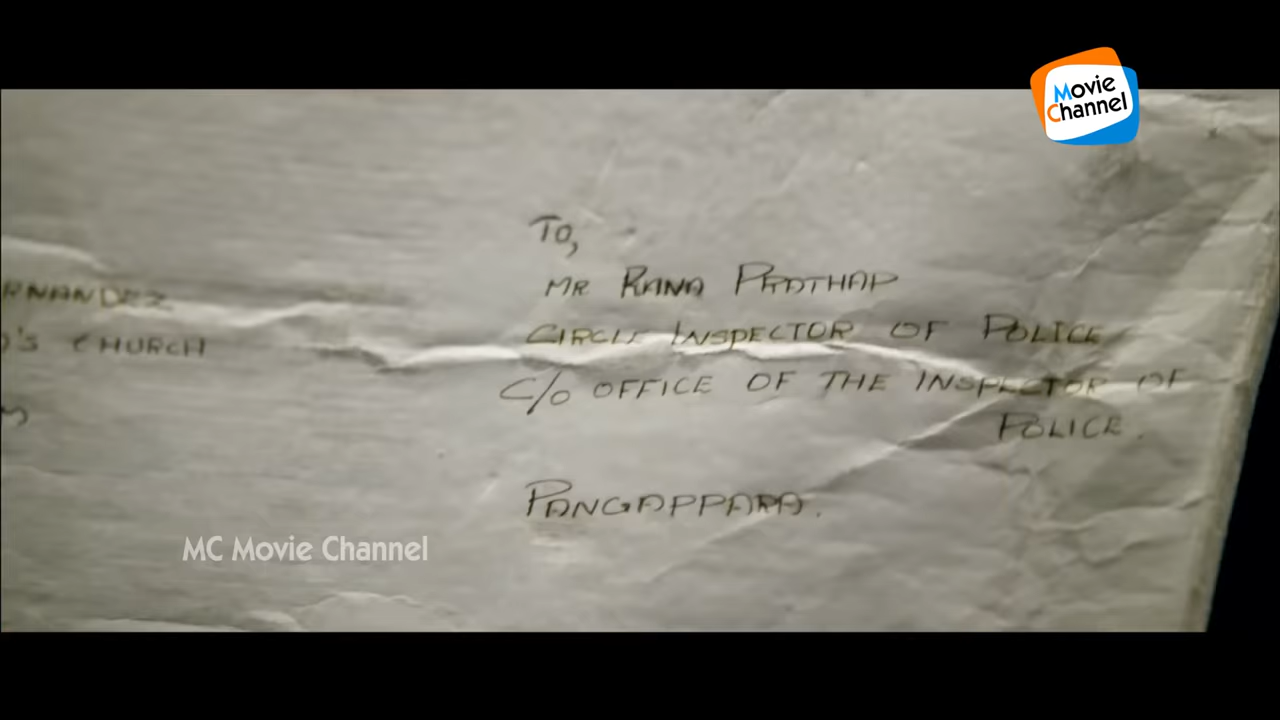 Movie
Channel
TO,
MR RANA PRATHAP
CIRCLE INSPECTOR OF POLICE
C/O OFFICE OF THE INSPECTOR OF
POLICE.
PANGAPPARA.
RNANDEZ
'S CHURCH
MC Movie Channel